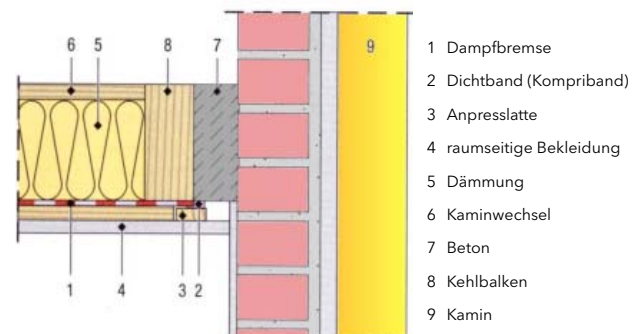 6 5 8 7
9
1 4 3 2
1 Dampfbremse
2 Dichtband (Kompriband)
3 Anpresslatte
4 raumseitige Bekleidung
5 Dämmung
6 Kaminwechsel
7 Beton
8 Kehlbalken
9 Kamin